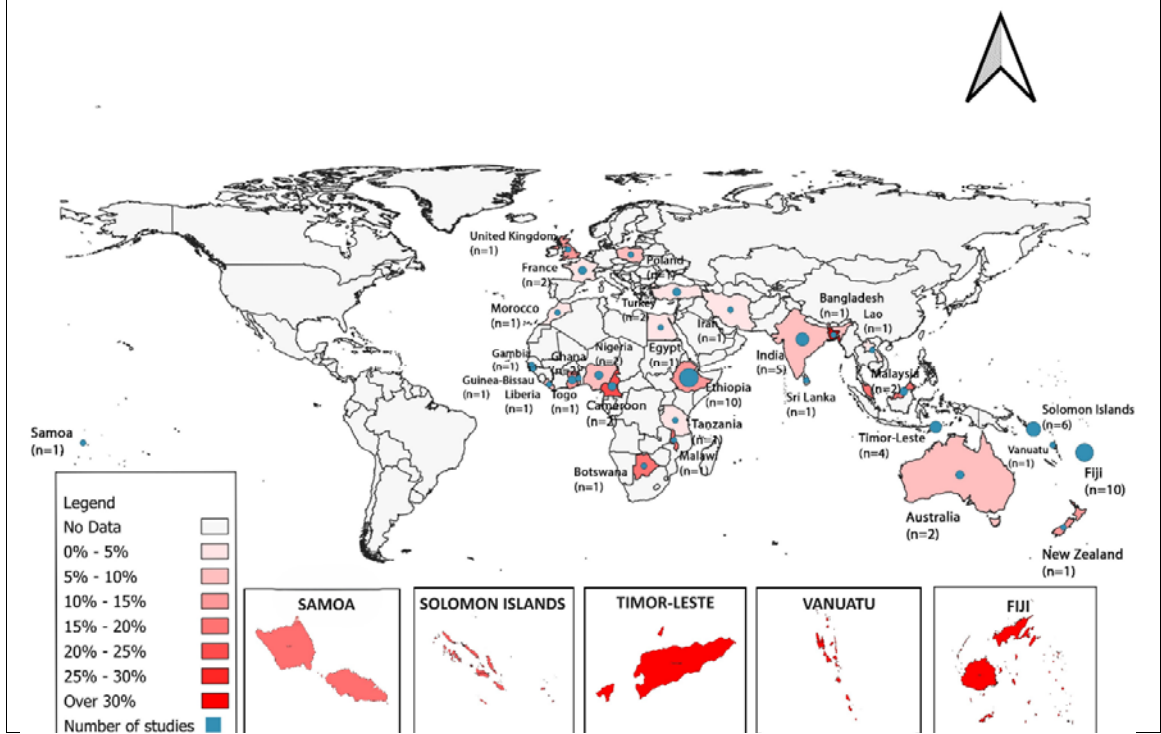 United Kingdom
(n=1)
France
(n=2)
Poland
(n=1)
Turkey
(n=2)
Morocco
(n=1)
Iran
(n=1)
Egypt
(n=1)
Bangladesh
(n=1)
Lao
(n=1)
Gambia
(n=1)
Ghana
(n=2)
Nigeria
(n=2)
India
(n=5)
Guinea-Bissau
(n=1)
Liberia
(n=1)
Togo
(n=1)
Cameroon
(n=2)
Ethiopia
(n=10)
Sri Lanka
(n=1)
Malaysia
(n=2)
Tanzania
(n=1)
Malawi
(n=1)
Botswana
(n=1)
Samoa
(n=1)
Timor-Leste
(n=4)
Solomon Islands
(n=6)
Vanuatu
(n=1)
Fiji
(n=10)
Australia
(n=2)
New Zealand
(n=1)
Legend
No Data
0% - 5%
5% - 10%
10% - 15%
15% - 20%
20% - 25%
25% - 30%
Over 30%
Number of studies
SAMOA
SOLOMON ISLANDS
TIMOR-LESTE
VANUATU
FIJI